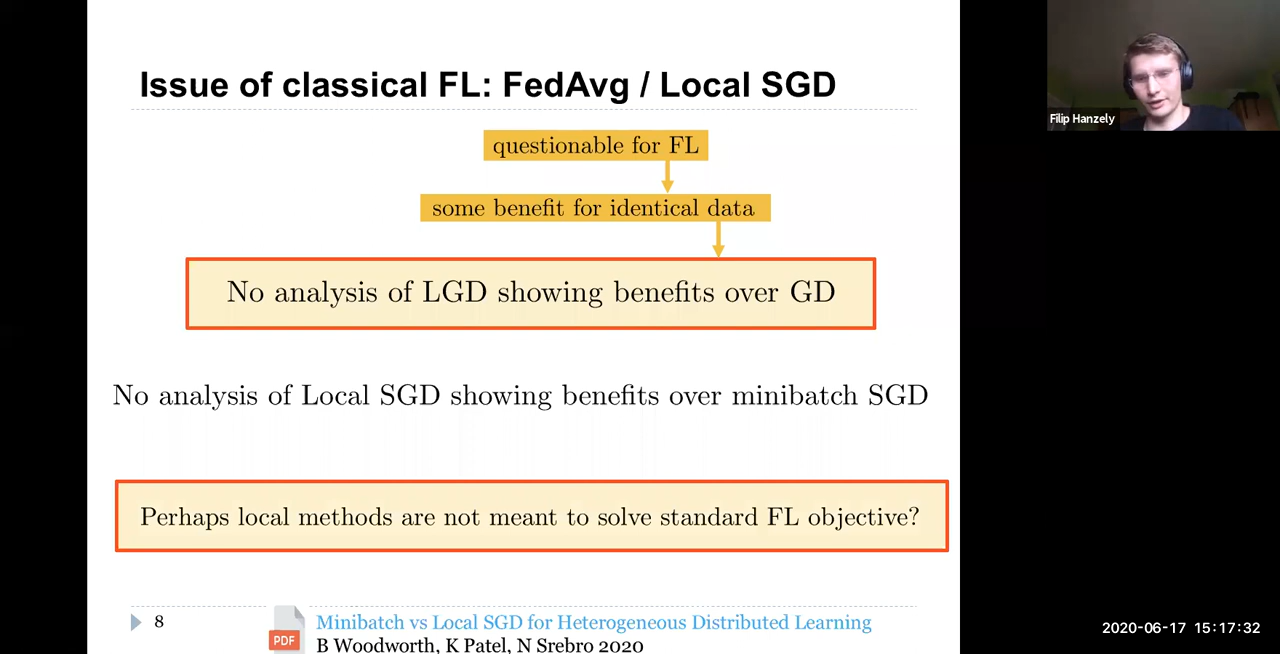 Issue of classical FL: FedAvg / Local SGD
questionable for FL
some benefit for identical data
No analysis of LGD showing benefits over GD
No analysis of Local SGD showing benefits over minibatch SGD
Perhaps local methods are not meant to solve standard FL objective?
8
PDF
Minibatch vs Local SGD for Heterogeneous Distributed Learning
B Woodworth, K Patel, N Srebro 2020
Filip Hanzely
2020-06-17 15:17:32